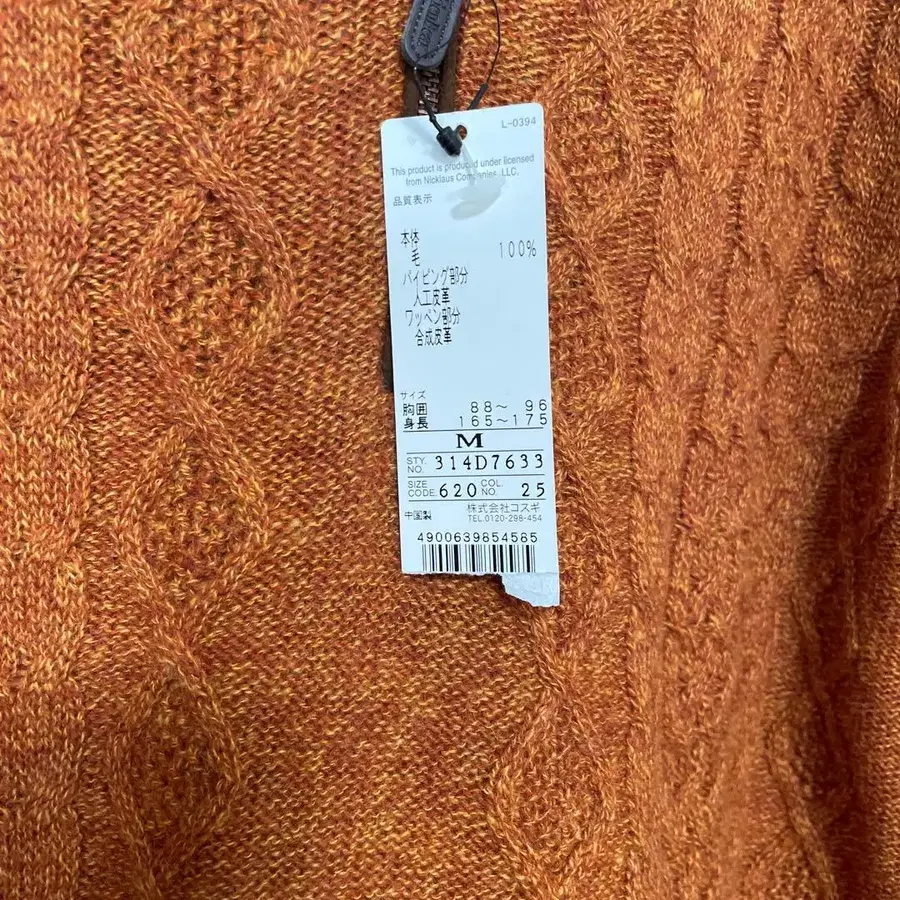 L-0394
This product is produced under licensed
from Nicklaus Companies, LLC.
品質表示
本体
毛 100%
パイピング部分
人工皮革
ワッペン部分
合成皮革
サイズ
胸囲 88～ 96
身長 165～175
M
STY. NO. 314D7633
SIZE CODE. 620 COL. NO. 25
中国製 株式会社コスギ
TEL.0120-298-454
4900639854585